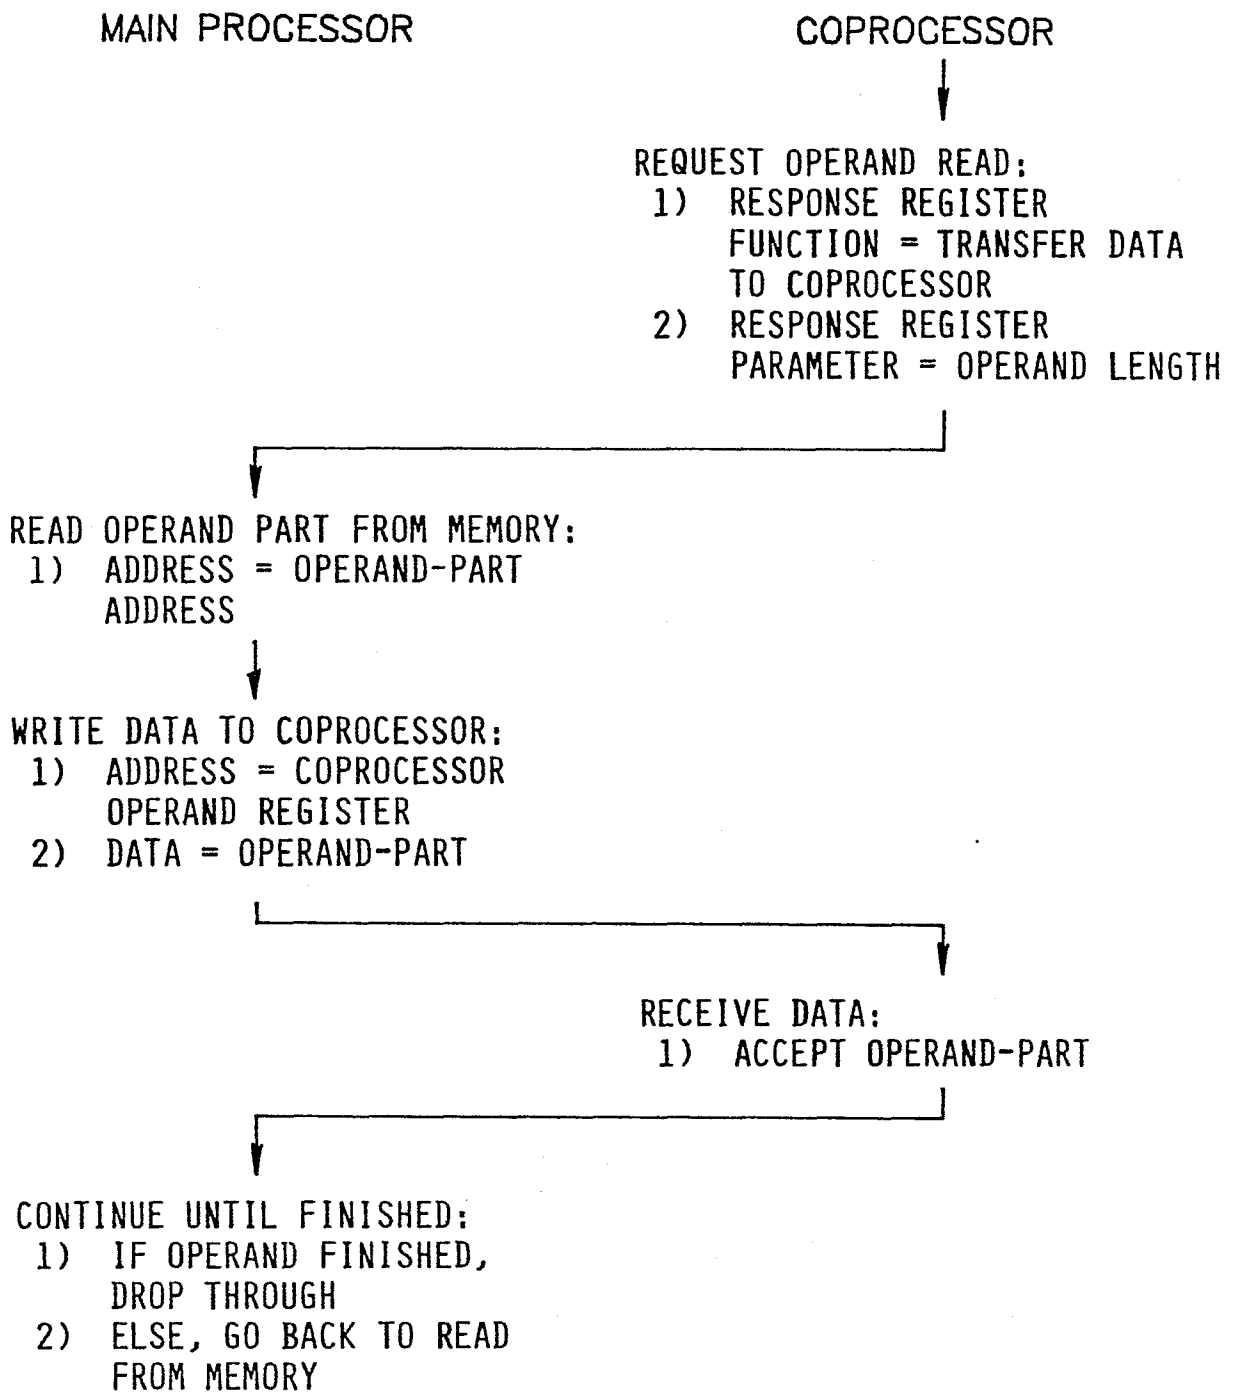 MAIN PROCESSOR
COPROCESSOR
REQUEST OPERAND READ:
1) RESPONSE REGISTER
FUNCTION = TRANSFER DATA
TO COPROCESSOR
2) RESPONSE REGISTER
PARAMETER = OPERAND LENGTH
READ OPERAND PART FROM MEMORY:
1) ADDRESS = OPERAND-PART
ADDRESS
WRITE DATA TO COPROCESSOR:
1) ADDRESS = COPROCESSOR
OPERAND REGISTER
2) DATA = OPERAND-PART
RECEIVE DATA:
1) ACCEPT OPERAND-PART
CONTINUE UNTIL FINISHED:
1) IF OPERAND FINISHED,
DROP THROUGH
2) ELSE, GO BACK TO READ
FROM MEMORY